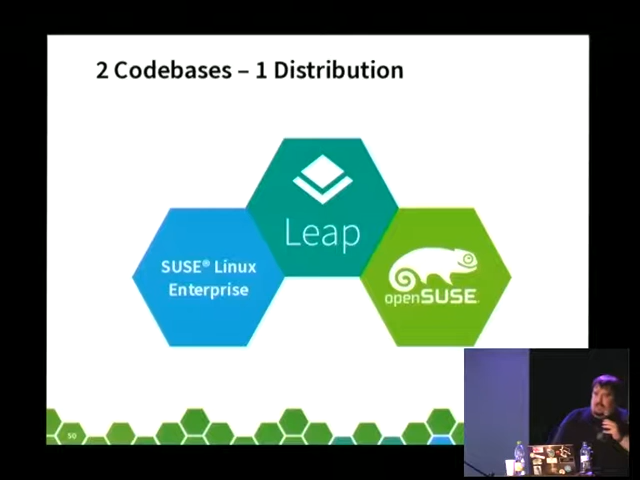 2 Codebases – 1 Distribution
Leap
SUSE® Linux
Enterprise
openSUSE
50